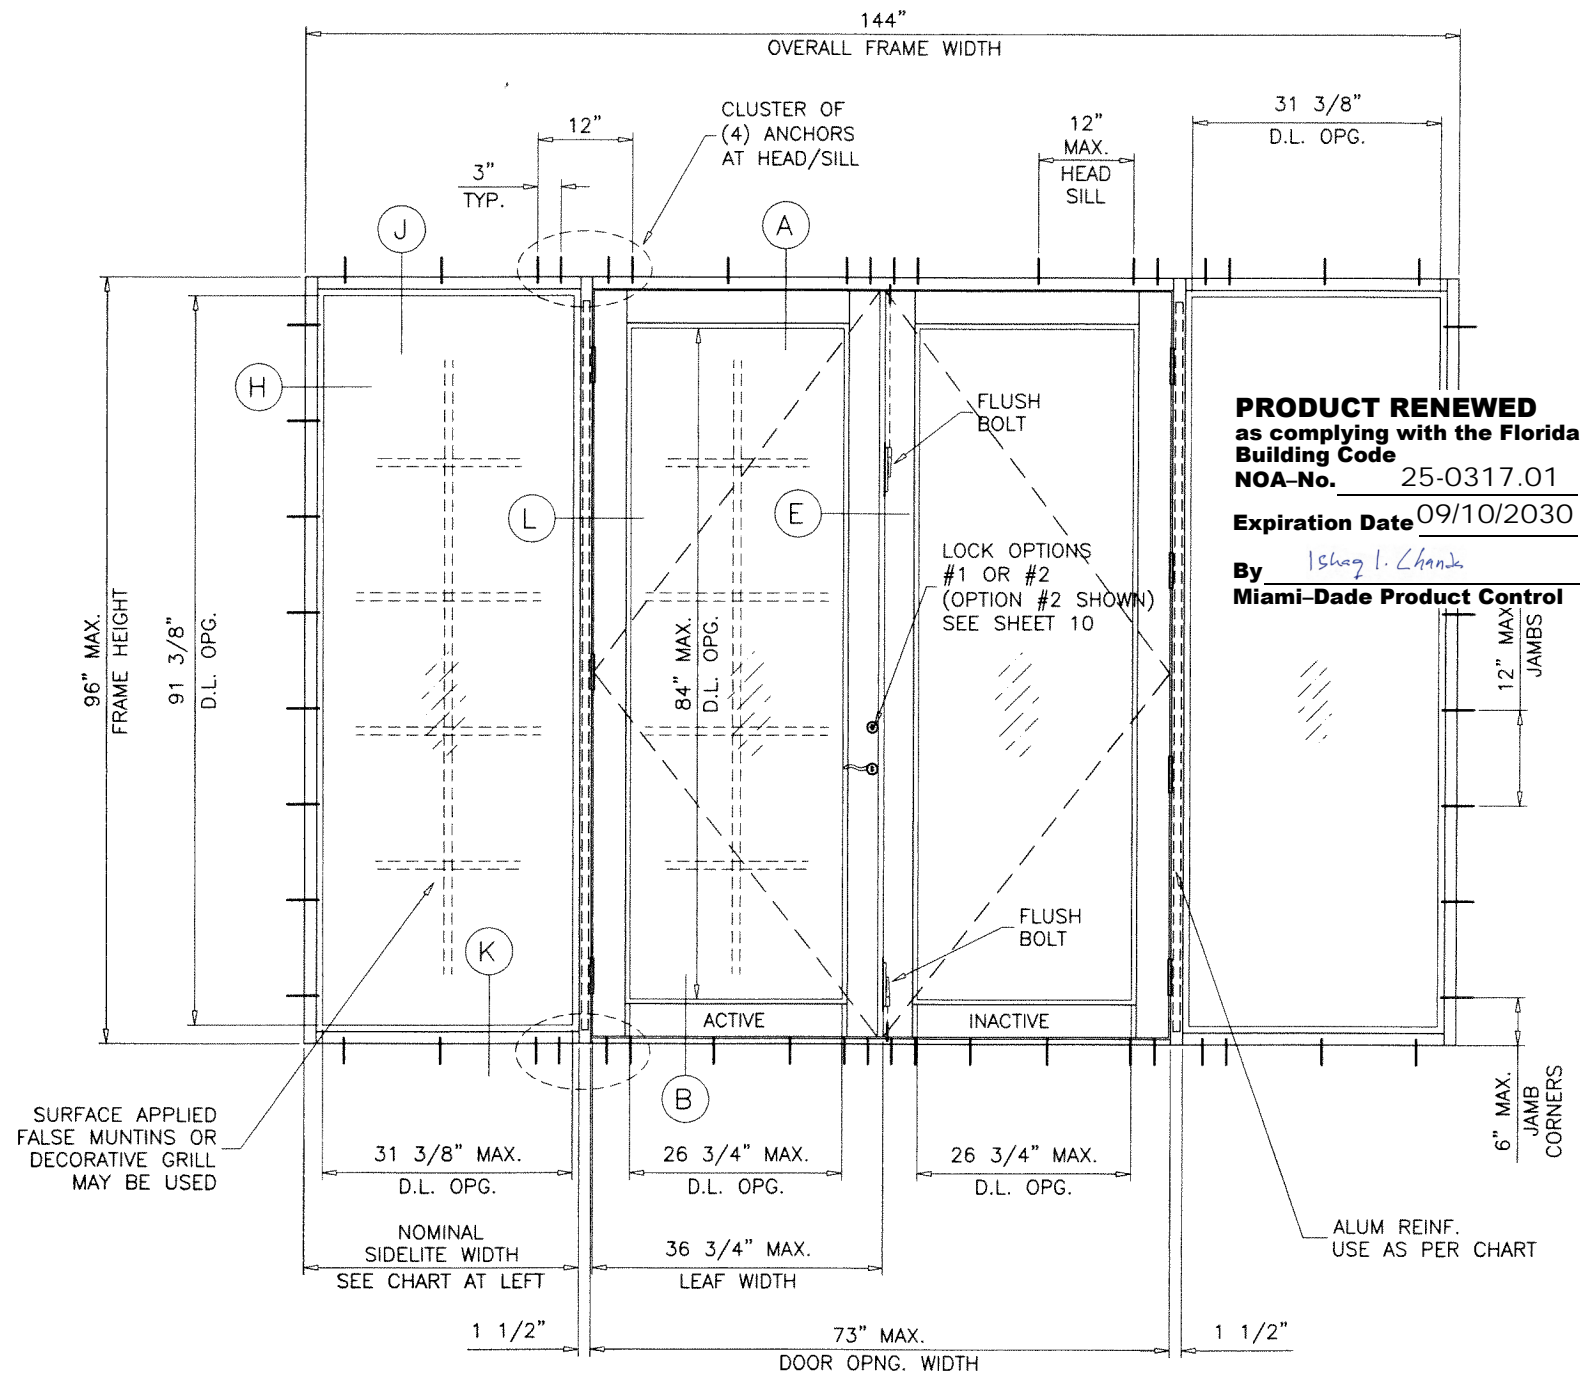 144"
OVERALL FRAME WIDTH
CLUSTER OF
(4) ANCHORS
AT HEAD/SILL
12"
3"
TYP.
12"
MAX.
HEAD
SILL
31 3/8"
D.L. OPG.
J
A
H
L
E
FLUSH
BOLT
PRODUCT RENEWED
as complying with the Florida
Building Code
NOA–No. 25-0317.01
Expiration Date 09/10/2030
By Ishaq I. Chanda
Miami–Dade Product Control
LOCK OPTIONS
#1 OR #2
(OPTION #2 SHOWN)
SEE SHEET 10
96" MAX.
FRAME HEIGHT
91 3/8"
D.L. OPG.
84" MAX.
D.L. OPG.
12" MAX
JAMBS
FLUSH
BOLT
K
ACTIVE
INACTIVE
B
6" MAX.
JAMB
CORNERS
SURFACE APPLIED
FALSE MUNTINS OR
DECORATIVE GRILL
MAY BE USED
31 3/8" MAX.
D.L. OPG.
26 3/4" MAX.
D.L. OPG.
26 3/4" MAX.
D.L. OPG.
NOMINAL
SIDELITE WIDTH
SEE CHART AT LEFT
36 3/4" MAX.
LEAF WIDTH
ALUM REINF.
USE AS PER CHART
1 1/2"
73" MAX.
DOOR OPNG. WIDTH
1 1/2"